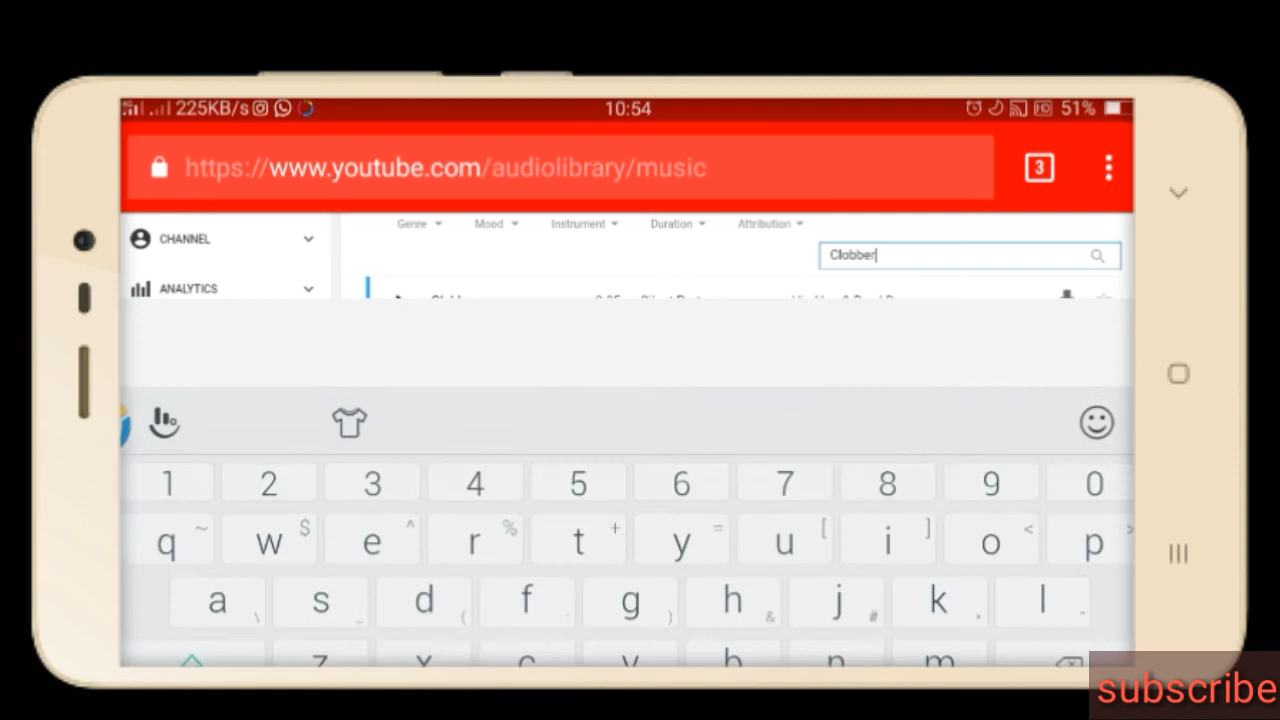 225KB/s 10:54 HD 51%
https://www.youtube.com/audiolibrary/music 3
Genre Mood Instrument Duration Attribution
CHANNEL
Clobber
ANALYTICS
1 2 3 4 5 6 7 8 9 0
q ~ w $ e ^ r % t + y = u [ i ] o < p >
a \ s _ d ( f : g ) h & j # k * l "
z x c v b n m
subscribe